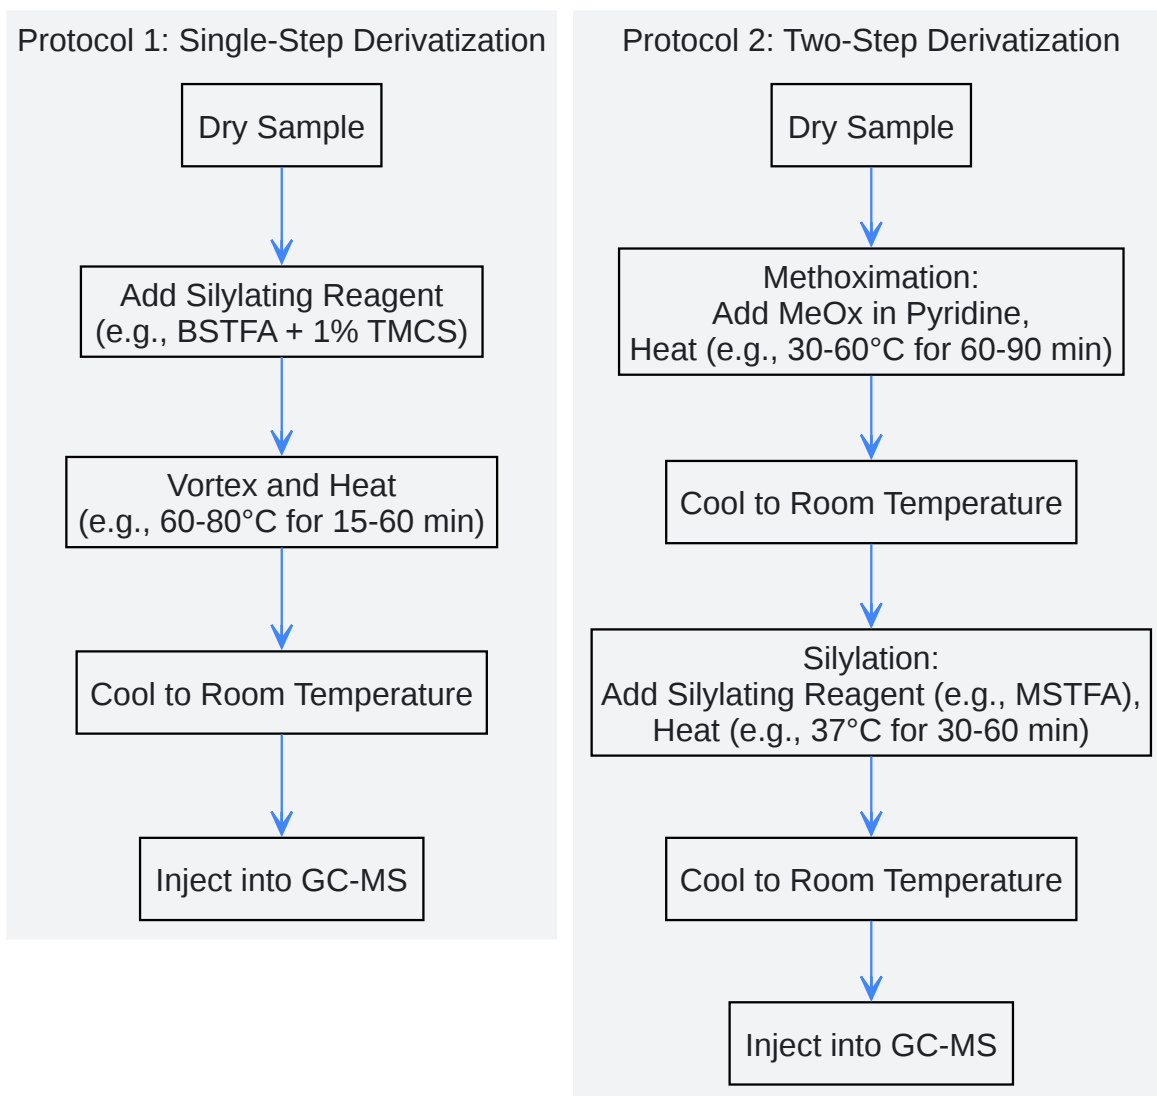 Protocol 1: Single-Step Derivatization
Dry Sample
Add Silylating Reagent
(e.g., BSTFA + 1% TMCS)
Vortex and Heat
(e.g., 60-80°C for 15-60 min)
Cool to Room Temperature
Inject into GC-MS
Protocol 2: Two-Step Derivatization
Dry Sample
Methoximation:
Add MeOx in Pyridine,
Heat (e.g., 30-60°C for 60-90 min)
Cool to Room Temperature
Silylation:
Add Silylating Reagent (e.g., MSTFA),
Heat (e.g., 37°C for 30-60 min)
Cool to Room Temperature
Inject into GC-MS